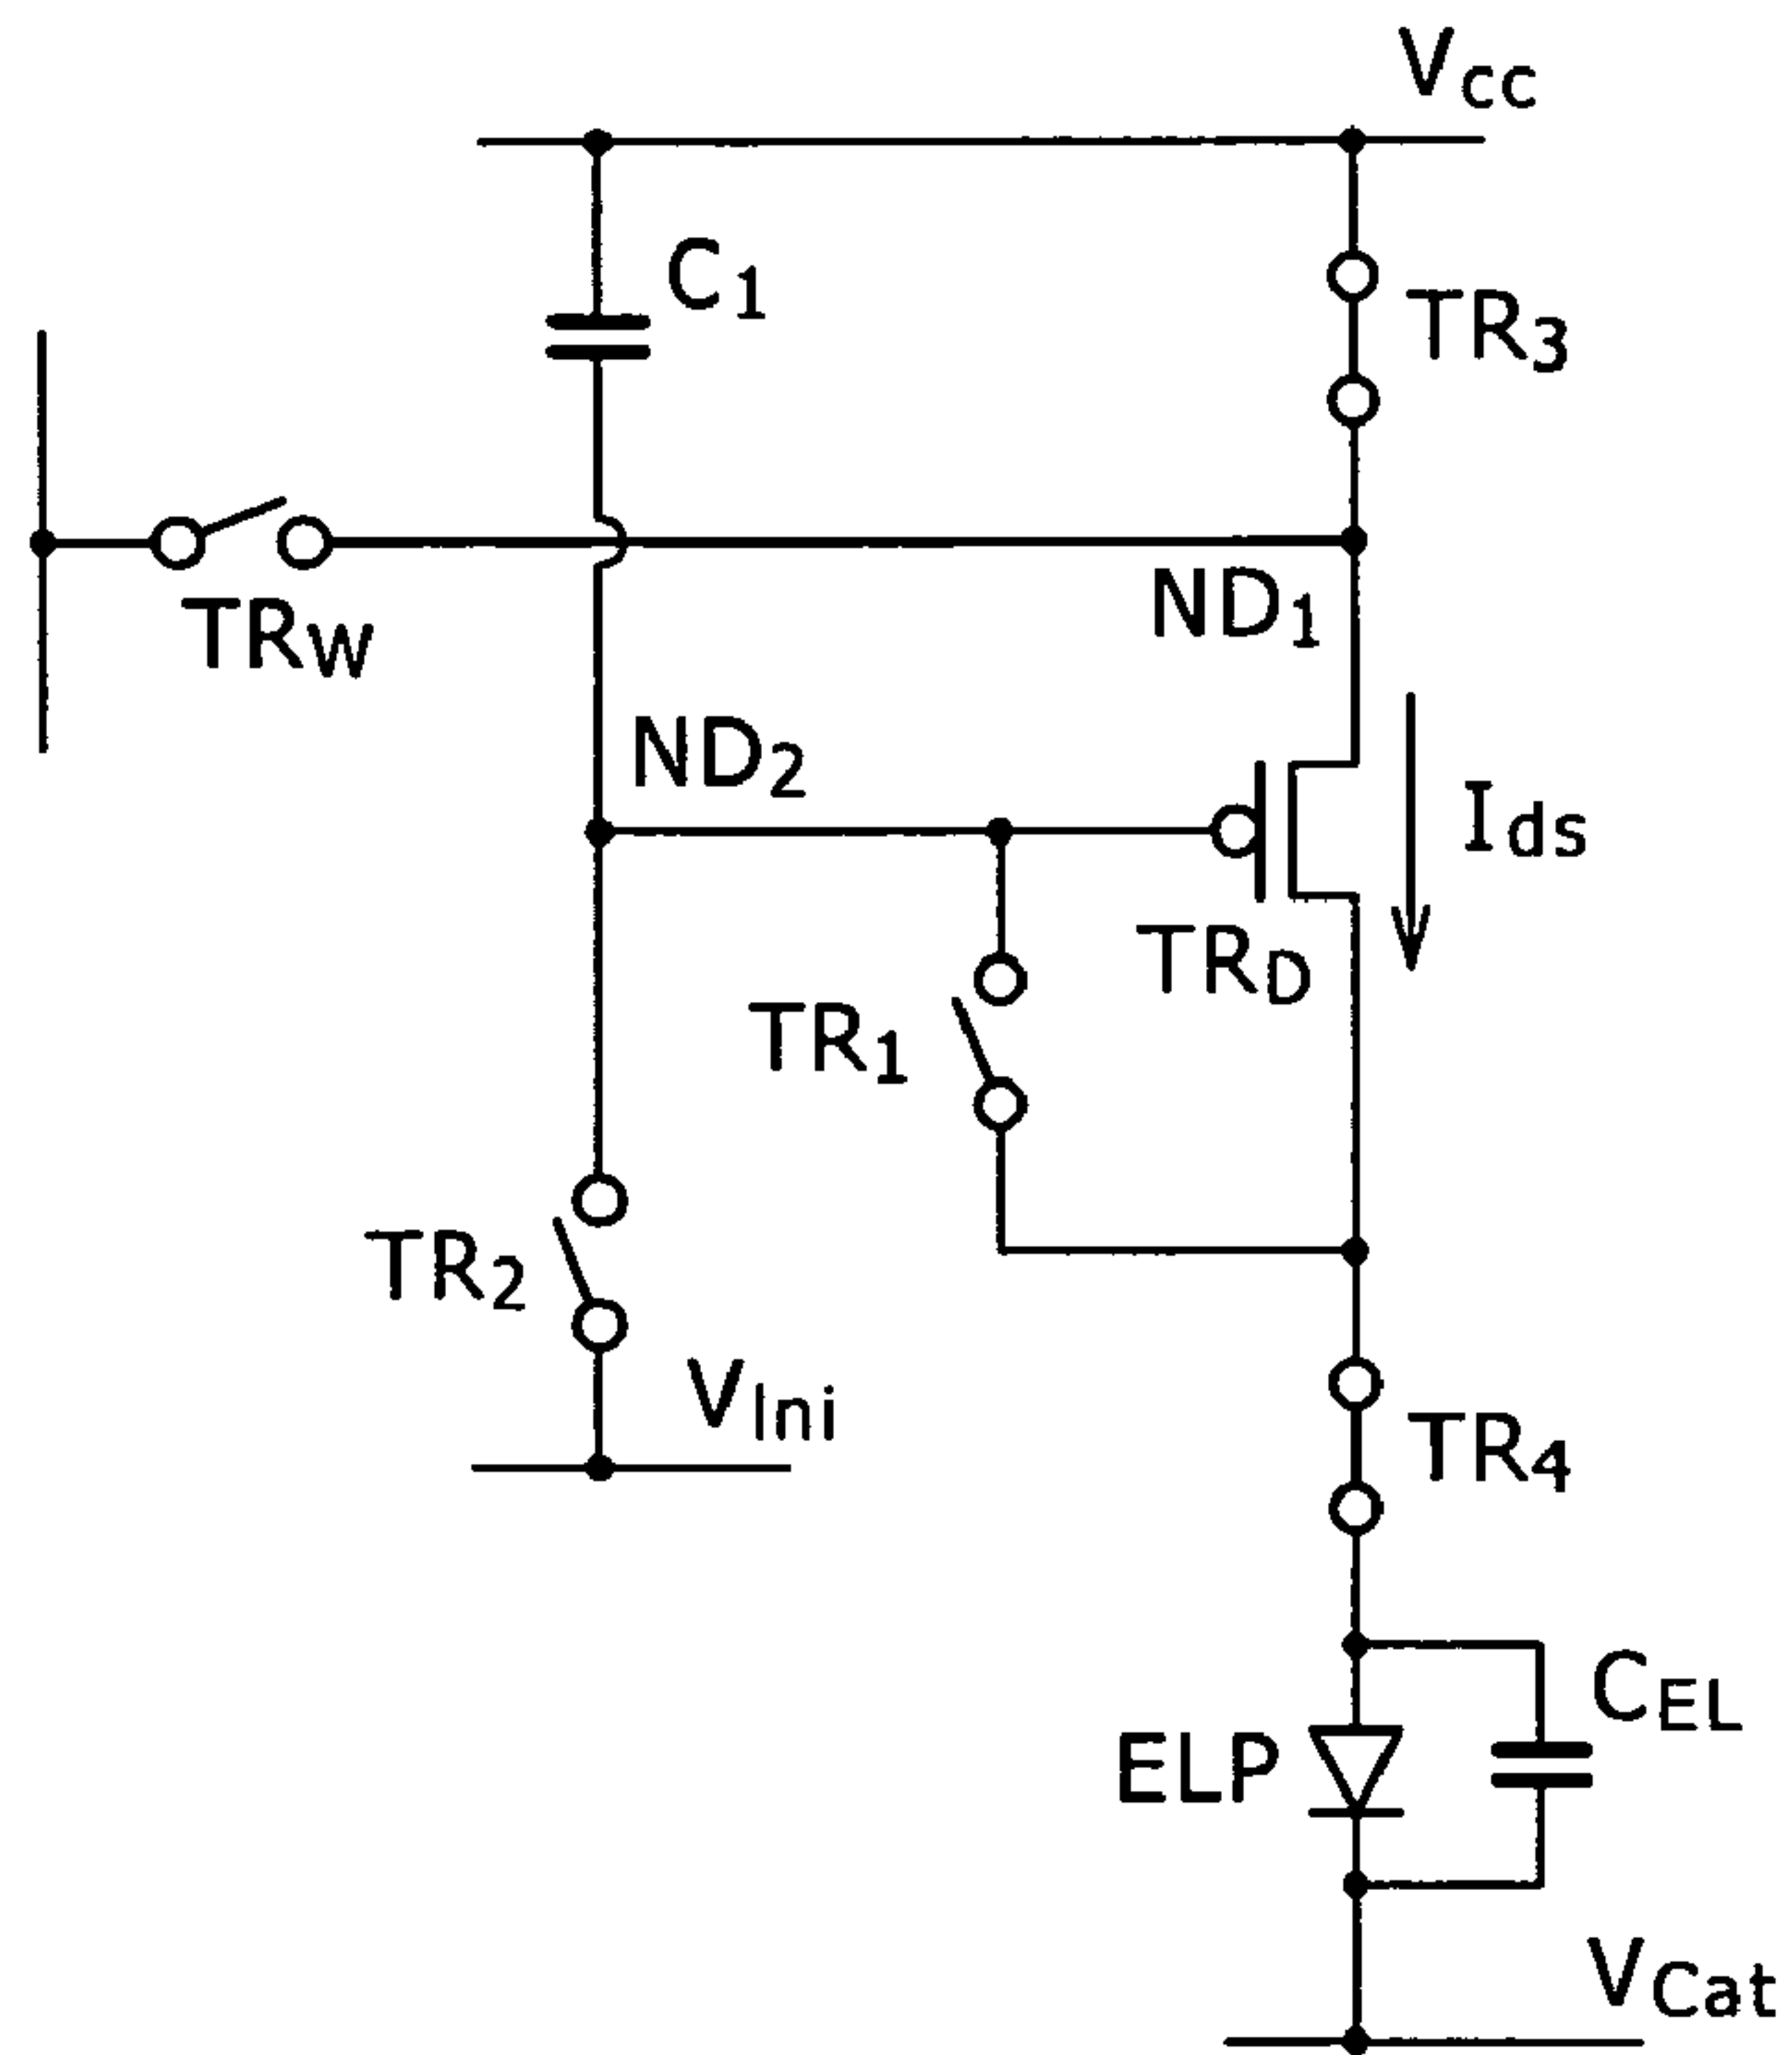 Vcc
C1
TR3
TRW
ND1
ND2
Ids
TRD
TR1
TR2
VIni
TR4
CEL
ELP
VCat